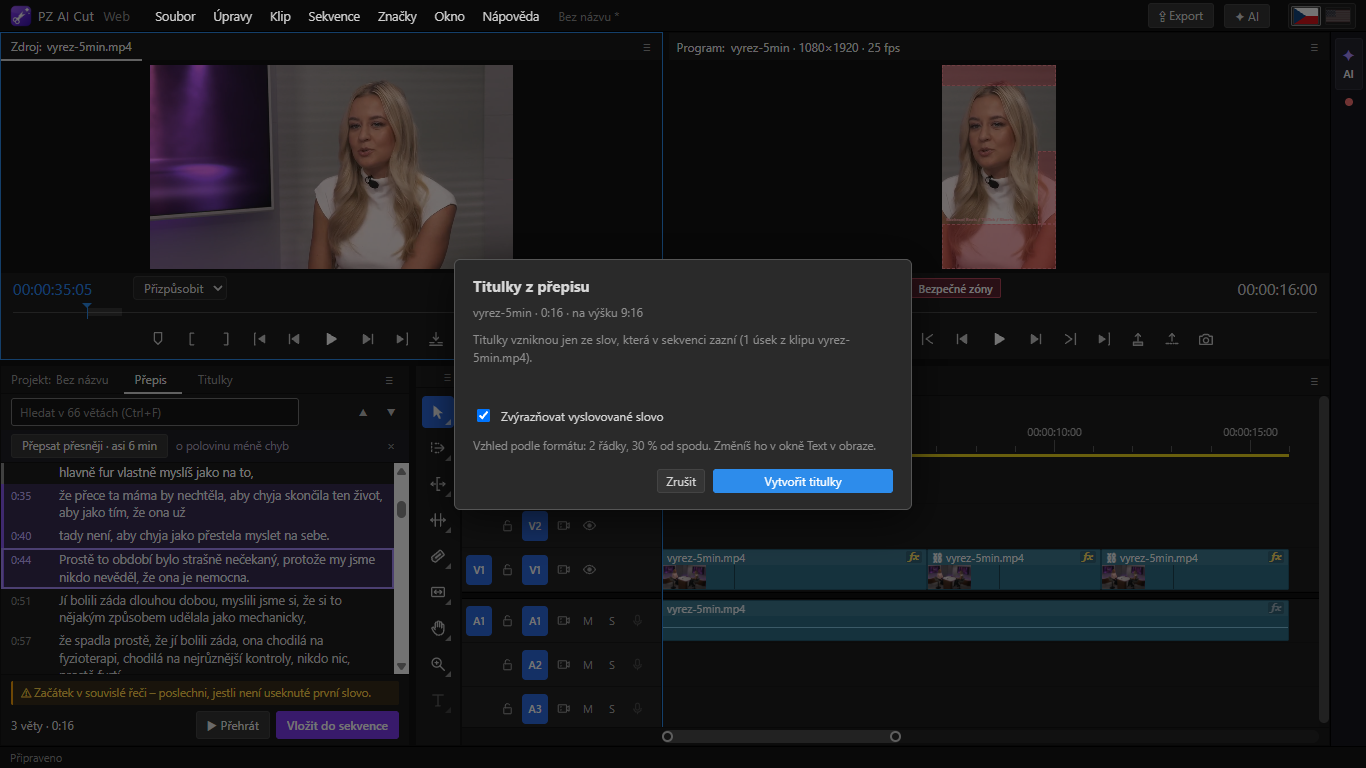 PZ AI Cut Web Soubor Úpravy Klip Sekvence Značky Okno Nápověda Bez názvu * Export AI
Zdroj: vyrez-5min.mp4
Program: vyrez-5min · 1080×1920 · 25 fps
AI
00:00:35:05 Přizpůsobit
Bezpečné zóny 00:00:16:00
Titulky z přepisu
vyrez-5min · 0:16 · na výšku 9:16
Titulky vzniknou jen ze slov, která v sekvenci zazní (1 úsek z klipu vyrez-
5min.mp4).
Zvýrazňovat vyslovované slovo
Vzhled podle formátu: 2 řádky, 30 % od spodu. Změníš ho v okně Text v obraze.
Zrušit Vytvořit titulky
Projekt: Bez názvu Přepis Titulky
Hledat v 66 větách (Ctrl+F)
Přepsat přesněji · asi 6 min o polovinu méně chyb ×
hlavně fur vlastně myslíš jako na to,
0:35 že přece ta máma by nechtěla, aby chyja skončila ten život,
aby jako tím, že ona už
0:40 tady není, aby chyja jako přestela myslet na sebe.
0:44 Prostě to období bylo strašně nečekaný, protože my jsme
nikdo nevěděl, že ona je nemocna.
0:51 Jí bolili záda dlouhou dobou, myslili jsme si, že si to
nějakým způsobem udělala jako mechanicky,
0:57 že spadla prostě, že jí bolili záda, ona chodilá na
fyzioterapi, chodilá na nejrůznější kontroly, nikdo nic,
Začátek v souvislé řeči – poslechni, jestli není useknuté první slovo.
3 věty · 0:16 Přehrát Vložit do sekvence
Připraveno
00:00:10:00 00:00:15:00
V2
V1 V1
vyrez-5min.mp4 fx vyrez-5min.mp4 fx vyrez-5min.mp4 fx
A1 A1 M S
vyrez-5min.mp4 fx
A2 M S
A3 M S